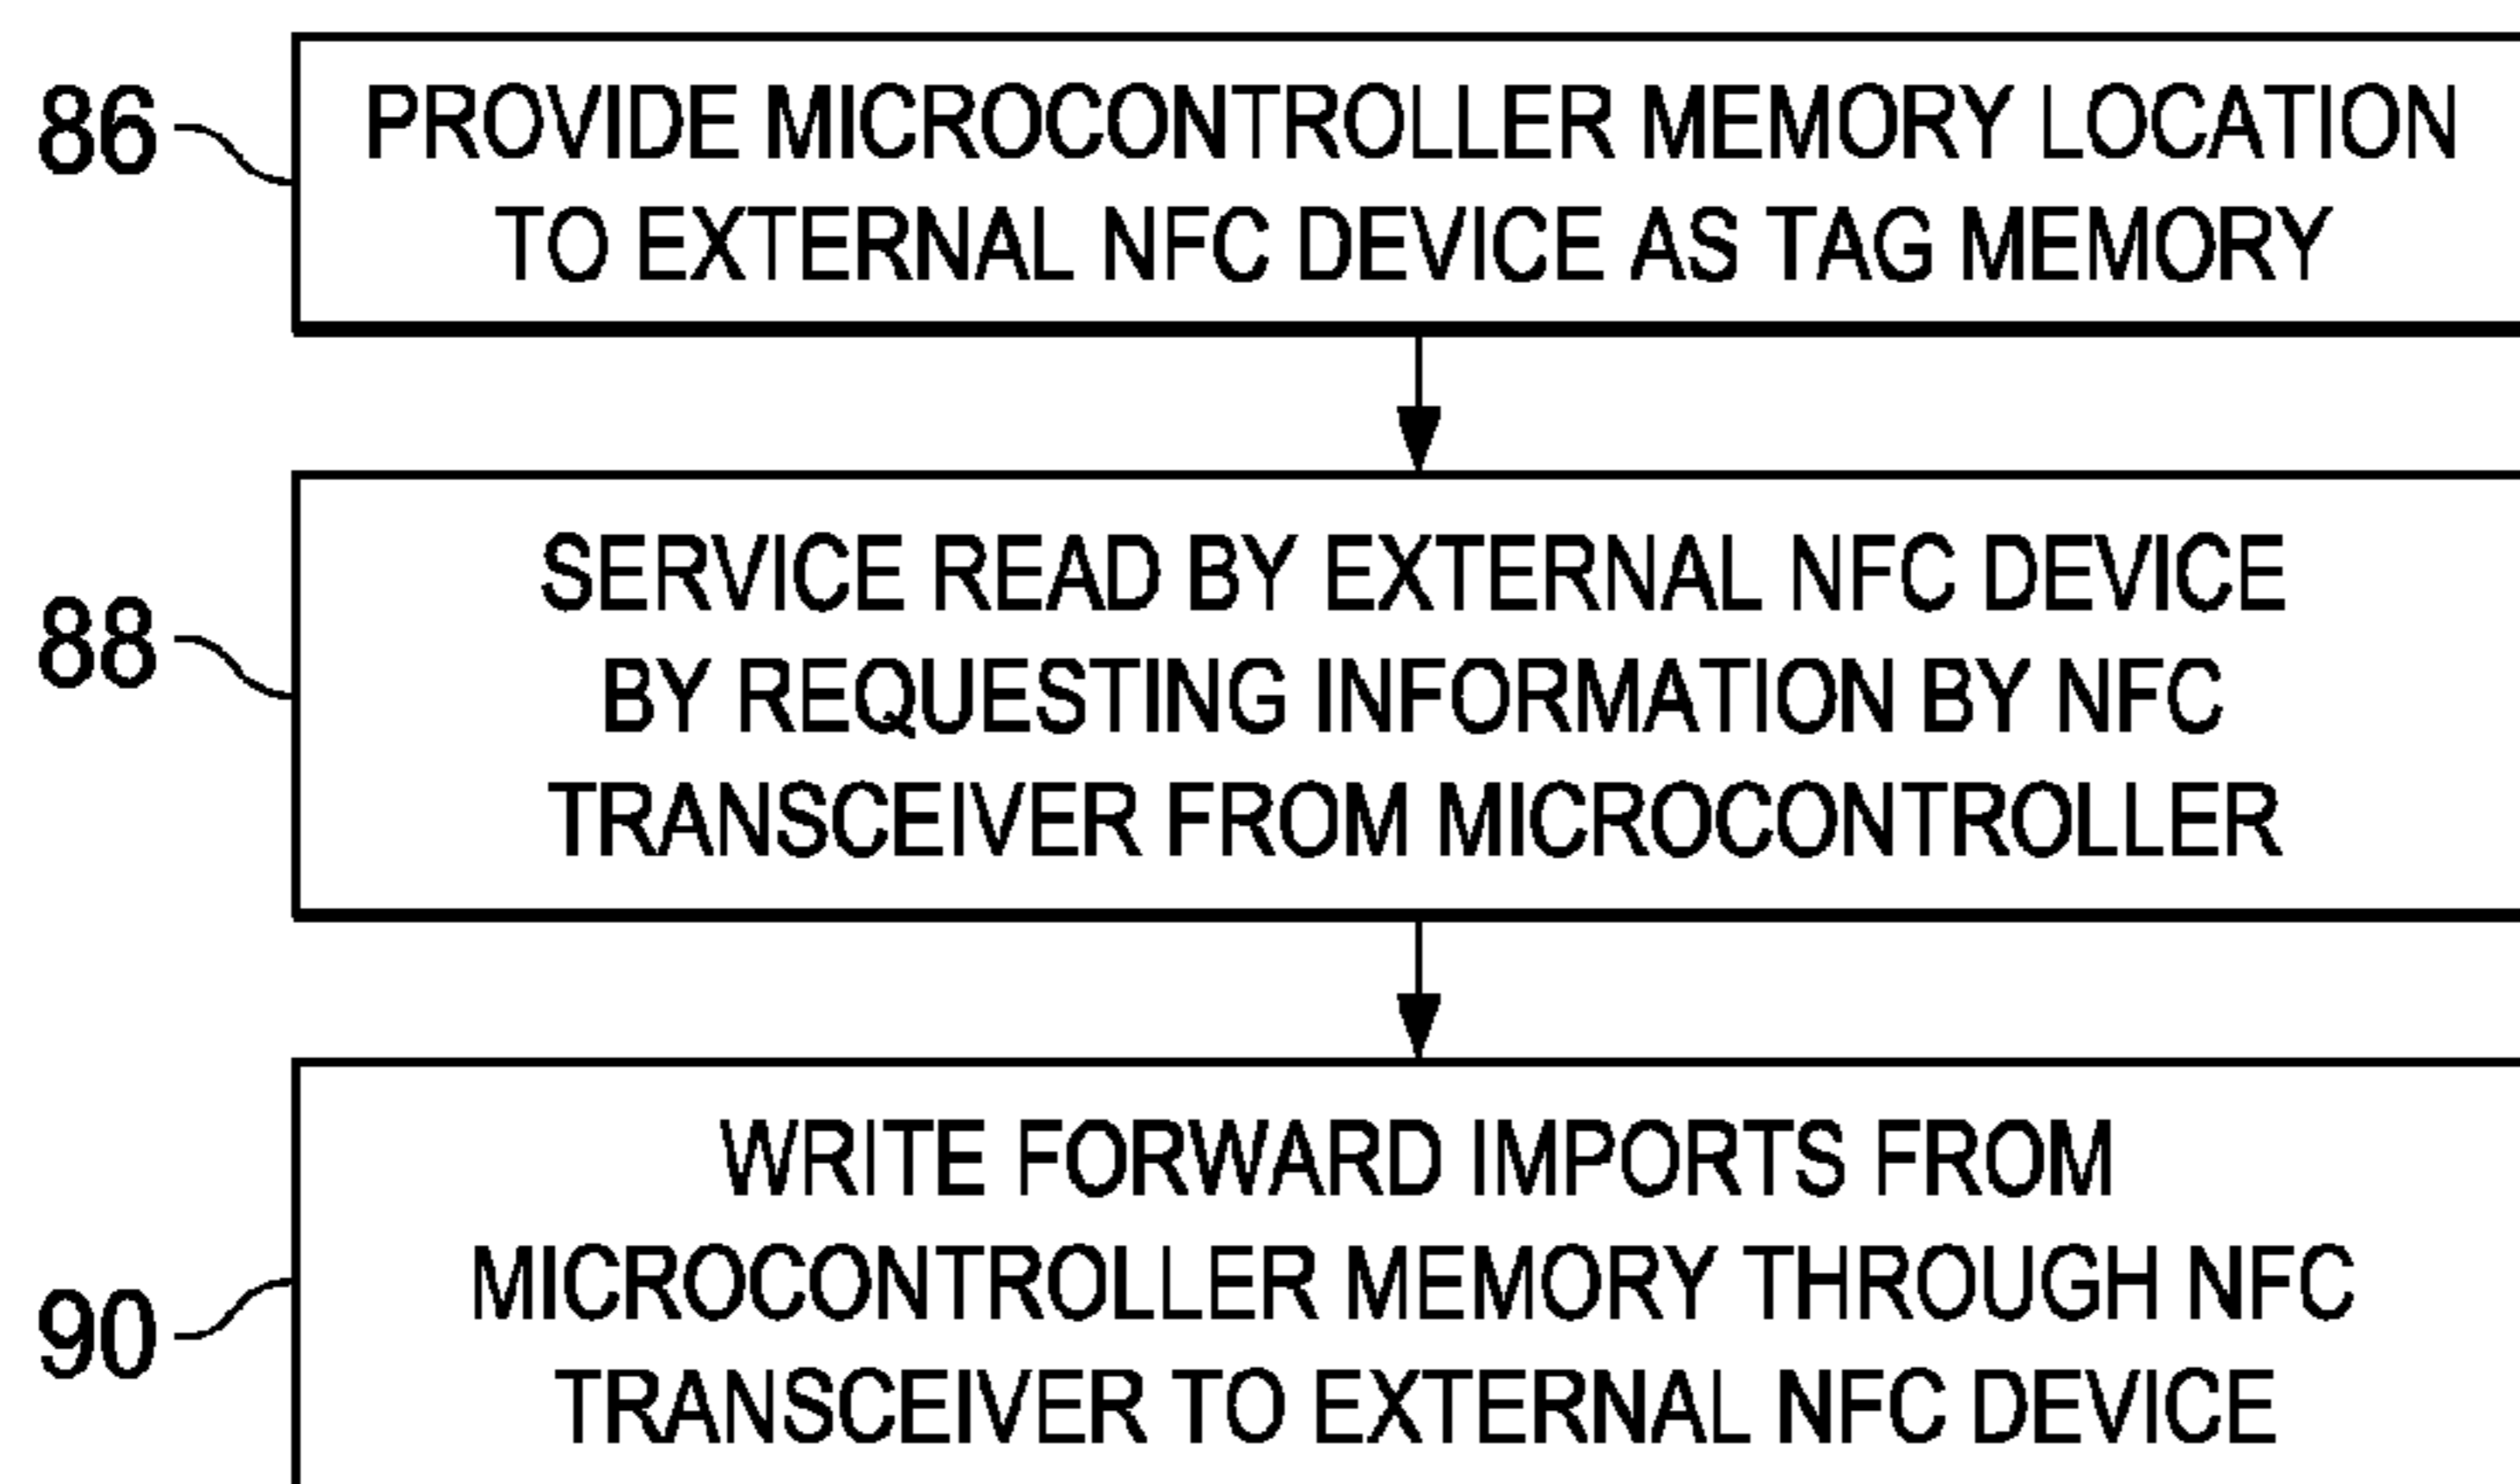 86
PROVIDE MICROCONTROLLER MEMORY LOCATION
TO EXTERNAL NFC DEVICE AS TAG MEMORY
88
SERVICE READ BY EXTERNAL NFC DEVICE
BY REQUESTING INFORMATION BY NFC
TRANSCEIVER FROM MICROCONTROLLER
90
WRITE FORWARD IMPORTS FROM
MICROCONTROLLER MEMORY THROUGH NFC
TRANSCEIVER TO EXTERNAL NFC DEVICE